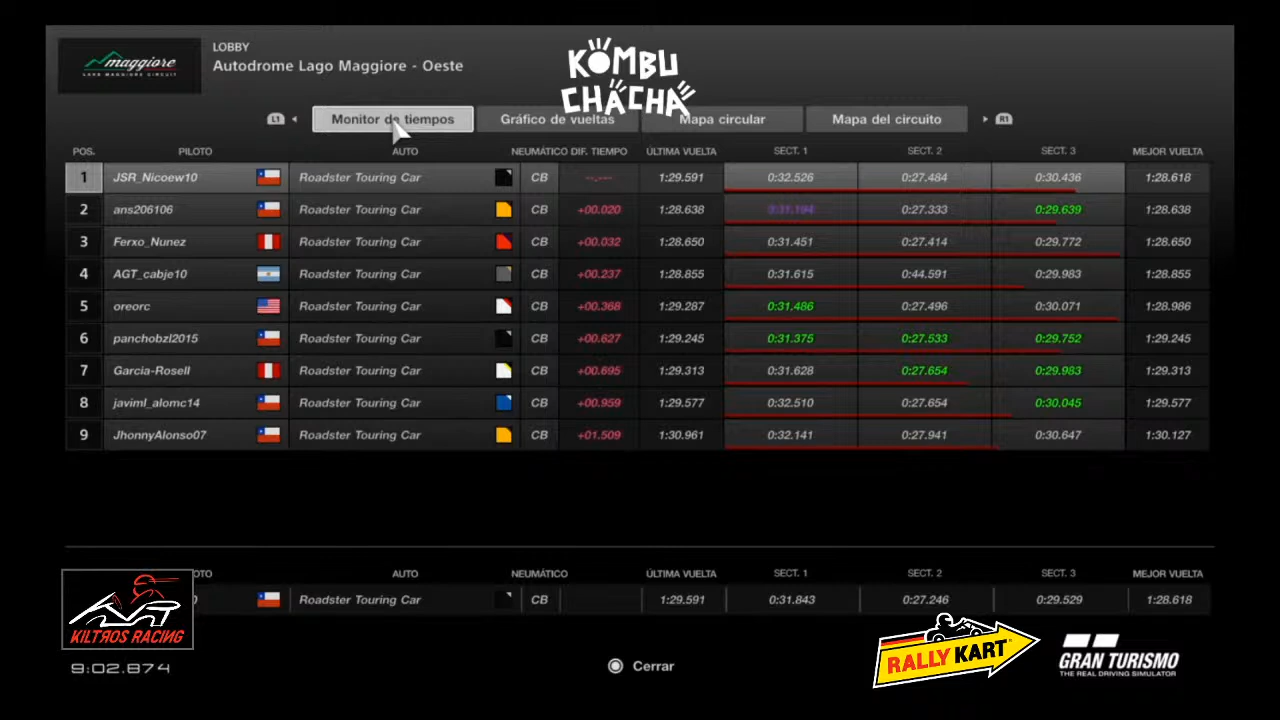 maggiore
LAKE MAGGIORE CIRCUIT
LOBBY
Autodrome Lago Maggiore - Oeste
KOMBU
CHACHA
L1 Monitor de tiempos Gráfico de vueltas Mapa circular Mapa del circuito R1
POS. PILOTO AUTO NEUMÁTICO DIF. TIEMPO ÚLTIMA VUELTA SECT. 1 SECT. 2 SECT. 3 MEJOR VUELTA
1 JSR_Nicoew10 Roadster Touring Car CB --.--- 1:29.591 0:32.526 0:27.484 0:30.436 1:28.618
2 ans206106 Roadster Touring Car CB +00.020 1:28.638 0:31.194 0:27.333 0:29.639 1:28.638
3 Ferxo_Nunez Roadster Touring Car CB +00.032 1:28.650 0:31.451 0:27.414 0:29.772 1:28.650
4 AGT_cabje10 Roadster Touring Car CB +00.237 1:28.855 0:31.615 0:44.591 0:29.983 1:28.855
5 oreorc Roadster Touring Car CB +00.368 1:29.287 0:31.486 0:27.496 0:30.071 1:28.986
6 panchobzl2015 Roadster Touring Car CB +00.627 1:29.245 0:31.375 0:27.533 0:29.752 1:29.245
7 Garcia-Rosell Roadster Touring Car CB +00.695 1:29.313 0:31.628 0:27.654 0:29.983 1:29.313
8 javiml_alomc14 Roadster Touring Car CB +00.959 1:29.577 0:32.510 0:27.654 0:30.045 1:29.577
9 JhonnyAlonso07 Roadster Touring Car CB +01.509 1:30.961 0:32.141 0:27.941 0:30.647 1:30.127
OTO AUTO NEUMÁTICO ÚLTIMA VUELTA SECT. 1 SECT. 2 SECT. 3 MEJOR VUELTA
0 Roadster Touring Car CB 1:29.591 0:31.843 0:27.246 0:29.529 1:28.618
KILTROS RACING
9:02.874
Cerrar
RALLY KART
GRAN TURISMO
THE REAL DRIVING SIMULATOR